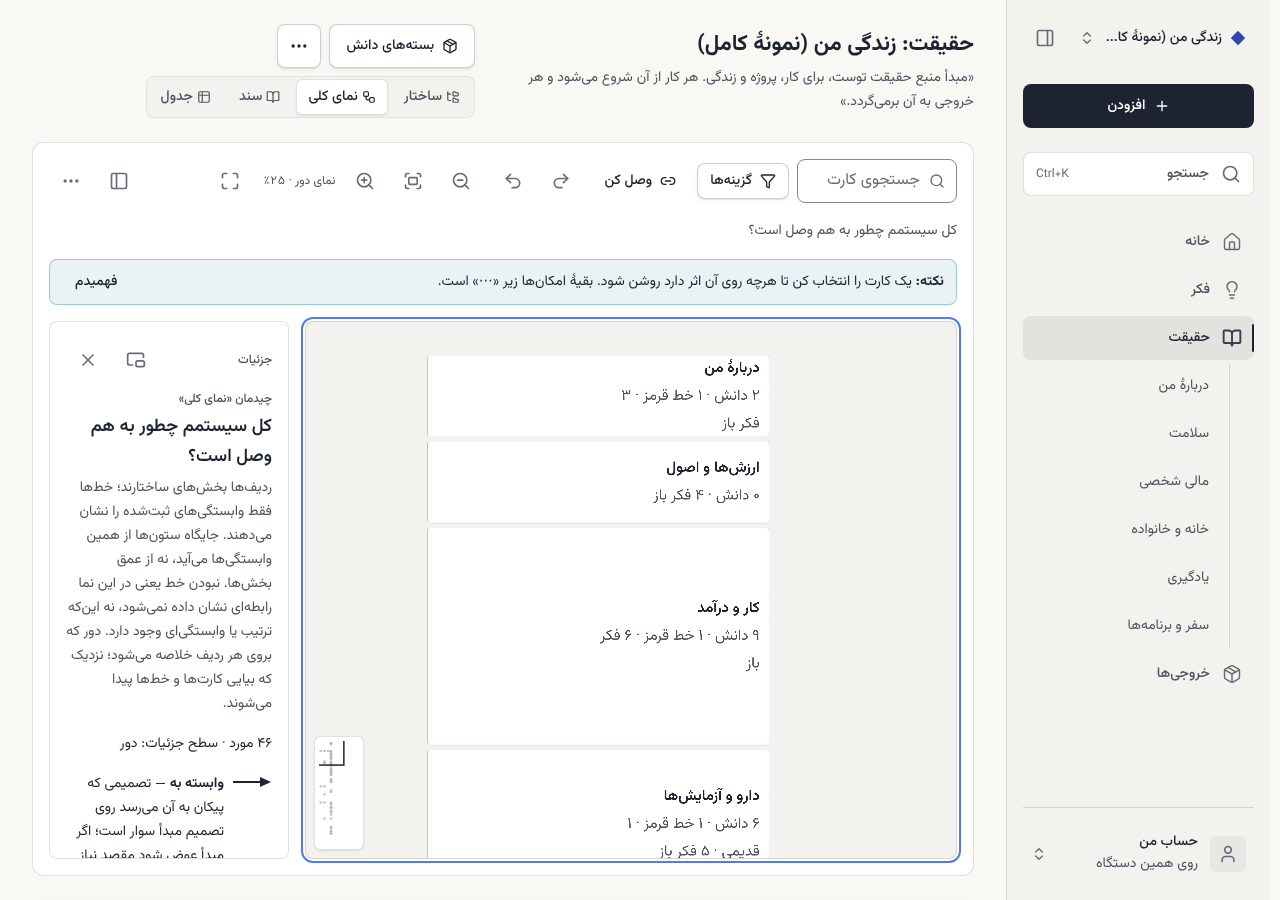 زندگی من (نمونهٔ کا...
افزودن
جستجو
Ctrl+K
خانه
فکر
حقیقت
دربارهٔ من
سلامت
مالی شخصی
خانه و خانواده
یادگیری
سفر و برنامه‌ها
خروجی‌ها
حساب من
روی همین دستگاه
حقیقت: زندگی من (نمونهٔ کامل)
«مبدأ منبع حقیقت توست، برای کار، پروژه و زندگی. هر کار از آن شروع می‌شود و هر
خروجی به آن برمی‌گردد.»
بسته‌های دانش
ساختار
نمای کلی
سند
جدول
جستجوی کارت
گزینه‌ها
وصل کن
نمای دور · ۲۵٪
کل سیستمم چطور به هم وصل است؟
نکته: یک کارت را انتخاب کن تا هرچه روی آن اثر دارد روشن شود. بقیهٔ امکان‌ها زیر «···» است.
فهمیدم
دربارهٔ من
۲ دانش · ۱ خط قرمز · ۳
فکر باز
ارزش‌ها و اصول
۰ دانش · ۴ فکر باز
کار و درآمد
۹ دانش · ۱ خط قرمز · ۶ فکر
باز
دارو و آزمایش‌ها
۶ دانش · ۱ خط قرمز · ۱
قدیمی · ۵ فکر باز
جزئیات
چیدمان «نمای کلی»
کل سیستمم چطور به هم
وصل است؟
ردیف‌ها بخش‌های ساختارند؛ خط‌ها
فقط وابستگی‌های ثبت‌شده را نشان
می‌دهند. جایگاه ستون‌ها از همین
وابستگی‌ها می‌آید، نه از عمق
بخش‌ها. نبودن خط یعنی در این نما
رابطه‌ای نشان داده نمی‌شود، نه این‌که
ترتیب یا وابستگی‌ای وجود دارد. دور که
بروی هر ردیف خلاصه می‌شود؛ نزدیک
که بیایی کارت‌ها و خط‌ها پیدا
می‌شوند.
۴۶ مورد · سطح جزئیات: دور
وابسته به — تصمیمی که
پیکان به آن می‌رسد روی
تصمیم مبدأ سوار است؛ اگر
مبدأ عوض شود مقصد نیاز